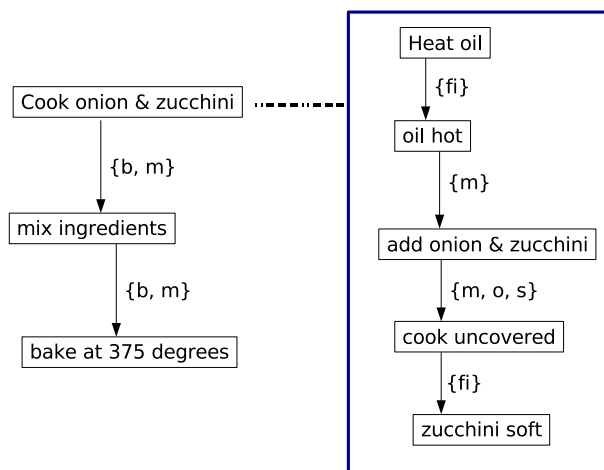 Cook onion & zucchini
{b, m}
mix ingredients
{b, m}
bake at 375 degrees
Heat oil
{fi}
oil hot
{m}
add onion & zucchini
{m, o, s}
cook uncovered
{fi}
zucchini soft